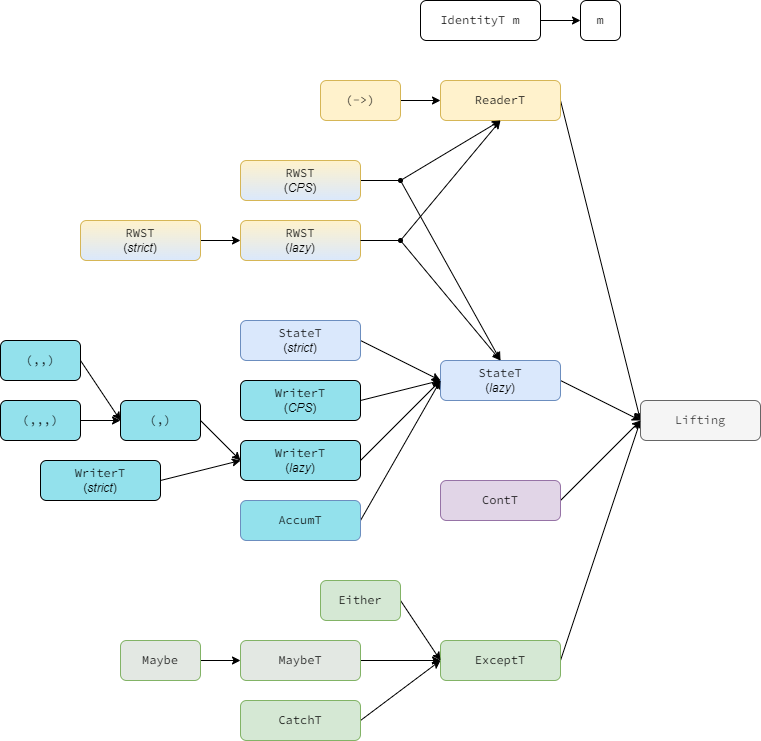 IdentityT m
m
(->)
ReaderT
RWST
(CPS)
RWST
(strict)
RWST
(lazy)
StateT
(strict)
(,,)
StateT
(lazy)
WriterT
(CPS)
(,,,)
(,)
Lifting
WriterT
(lazy)
WriterT
(strict)
ContT
AccumT
Either
Maybe
MaybeT
ExceptT
CatchT